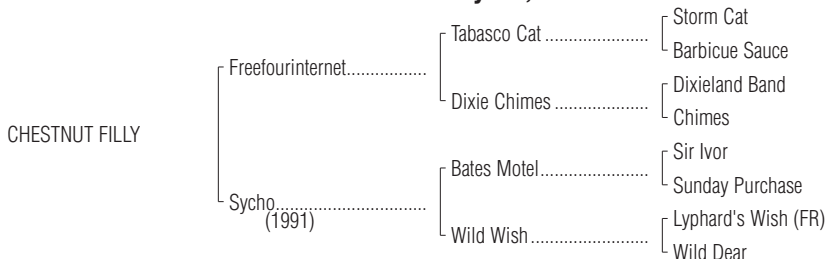 Storm Cat
Tabasco Cat ......................
Barbicue Sauce
Freefourinternet.................
Dixieland Band
Dixie Chimes ....................
Chimes
CHESTNUT FILLY
Sir Ivor
Bates Motel.......................
Sunday Purchase
Sycho................................
(1991)
Lyphard's Wish (FR)
Wild Wish .........................
Wild Dear